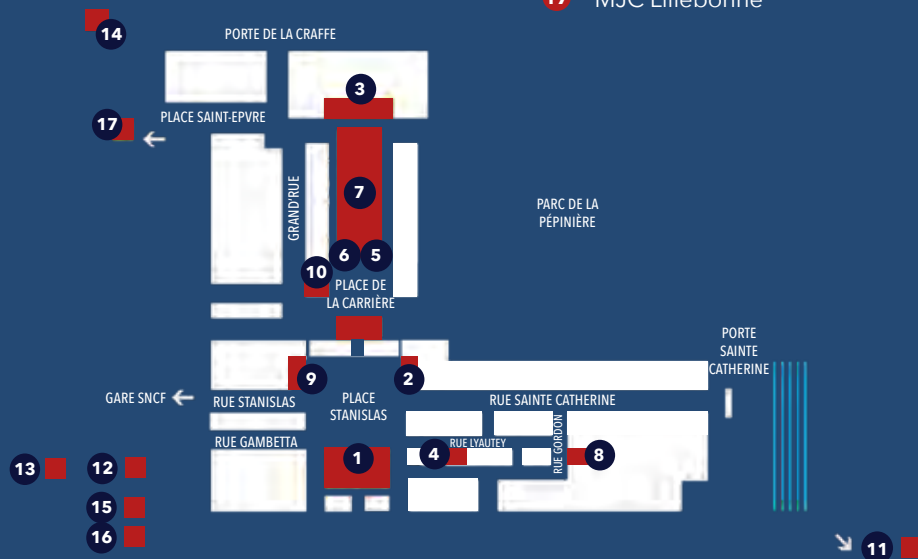 17 MJC Lillebonne
14
PORTE DE LA CRAFFE
3
17
PLACE SAINT-EPVRE
7
GRAND'RUE
PARC DE LA
PÉPINIÈRE
6
5
10
PLACE DE
LA CARRIÈRE
PORTE
SAINTE
CATHERINE
9
2
GARE SNCF
RUE STANISLAS
PLACE
STANISLAS
RUE SAINTE CATHERINE
RUE GAMBETTA
RUE LYAUTEY
RUE GORDON
1
4
8
13
12
15
16
11